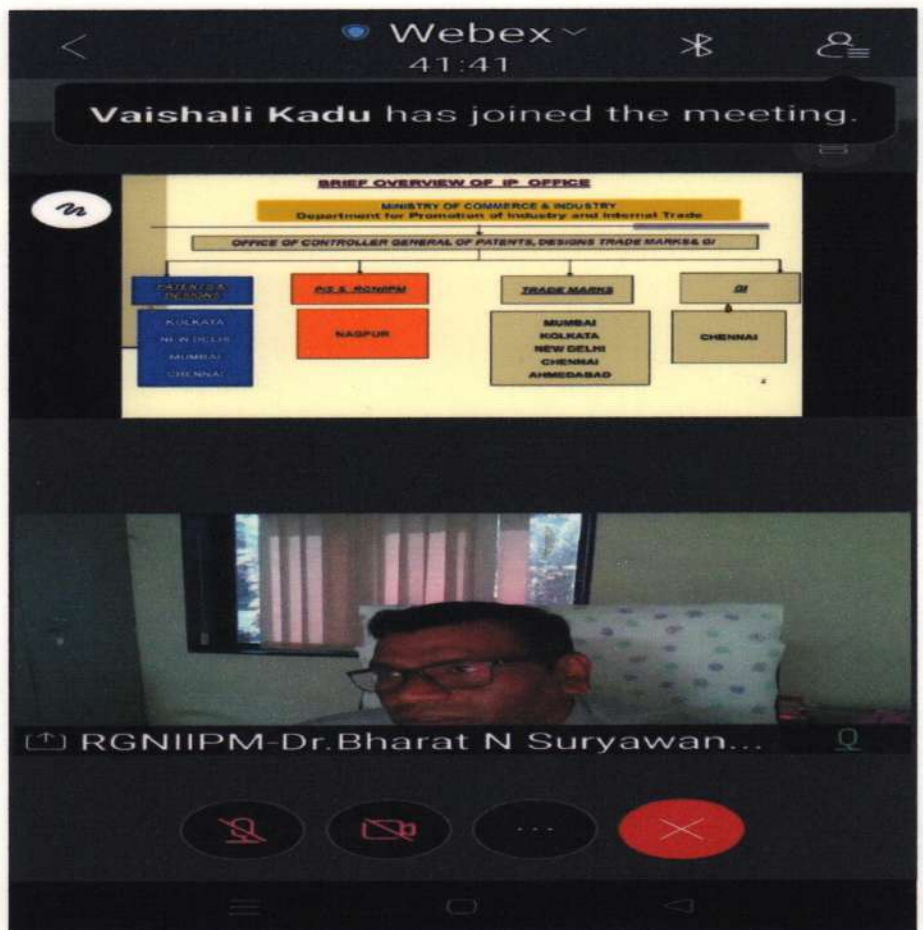 Webex
41:41
Vaishali Kadu has joined the meeting.
BRIEF OVERVIEW OF IP OFFICE
MINISTRY OF COMMERCE & INDUSTRY
Department for Promotion of Industry and Internal Trade
OFFICE OF CONTROLLER GENERAL OF PATENTS, DESIGNS TRADE MARKS & GI
PATENTS & DESIGNS
KOLKATA
NEW DELHI
MUMBAI
CHENNAI
PIS & RGNIIPM
NAGPUR
TRADE MARKS
MUMBAI
KOLKATA
NEW DELHI
CHENNAI
AHMEDABAD
GI
CHENNAI
RGNIIPM-Dr.Bharat N Suryawan...